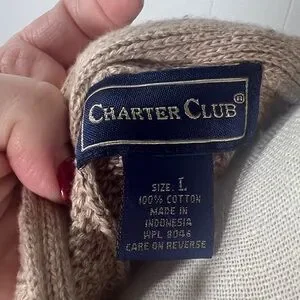 CHARTER CLUB ®
SIZE: L
100% COTTON
MADE IN
INDONESIA
WPL 8046
CARE ON REVERSE